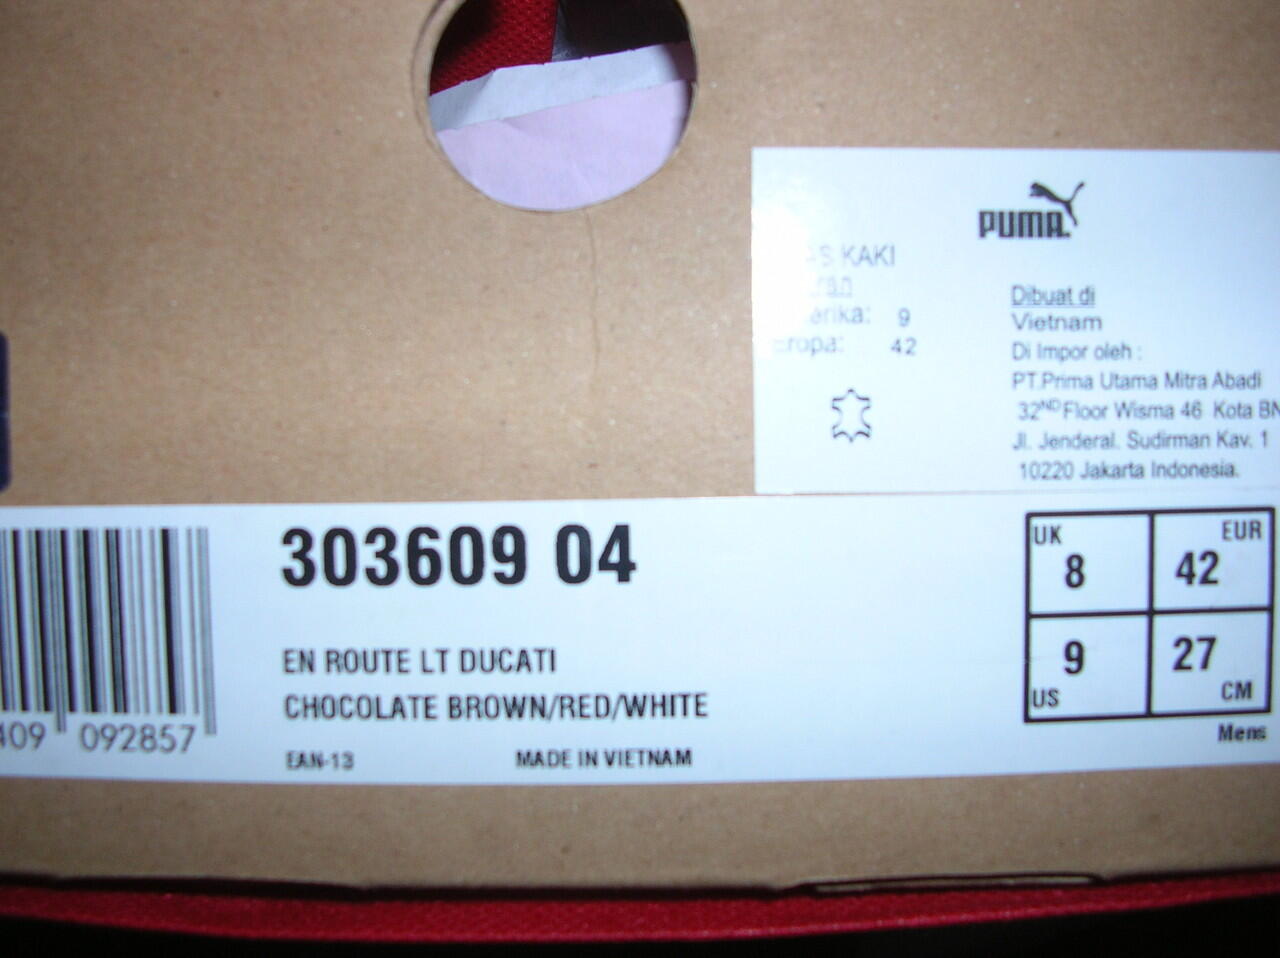 PUMA
KAKI
9
42
Dibuat di
Vietnam
Di Impor oleh :
PT.Prima Utama Mitra Abadi
32ND Floor Wisma 46 Kota BN
Jl. Jenderal. Sudirman Kav. 1
10220 Jakarta Indonesia.
303609 04
EN ROUTE LT DUCATI
CHOCOLATE BROWN/RED/WHITE
EAN-13 MADE IN VIETNAM
409 092857
UK 8
EUR 42
9 US
27 CM
Mens